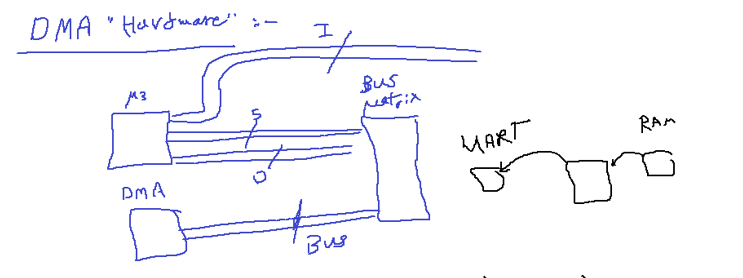 DMA "Hardware" :-
I
M3
BUS
Matrix
S
D
DMA
BUS
UART
RAM